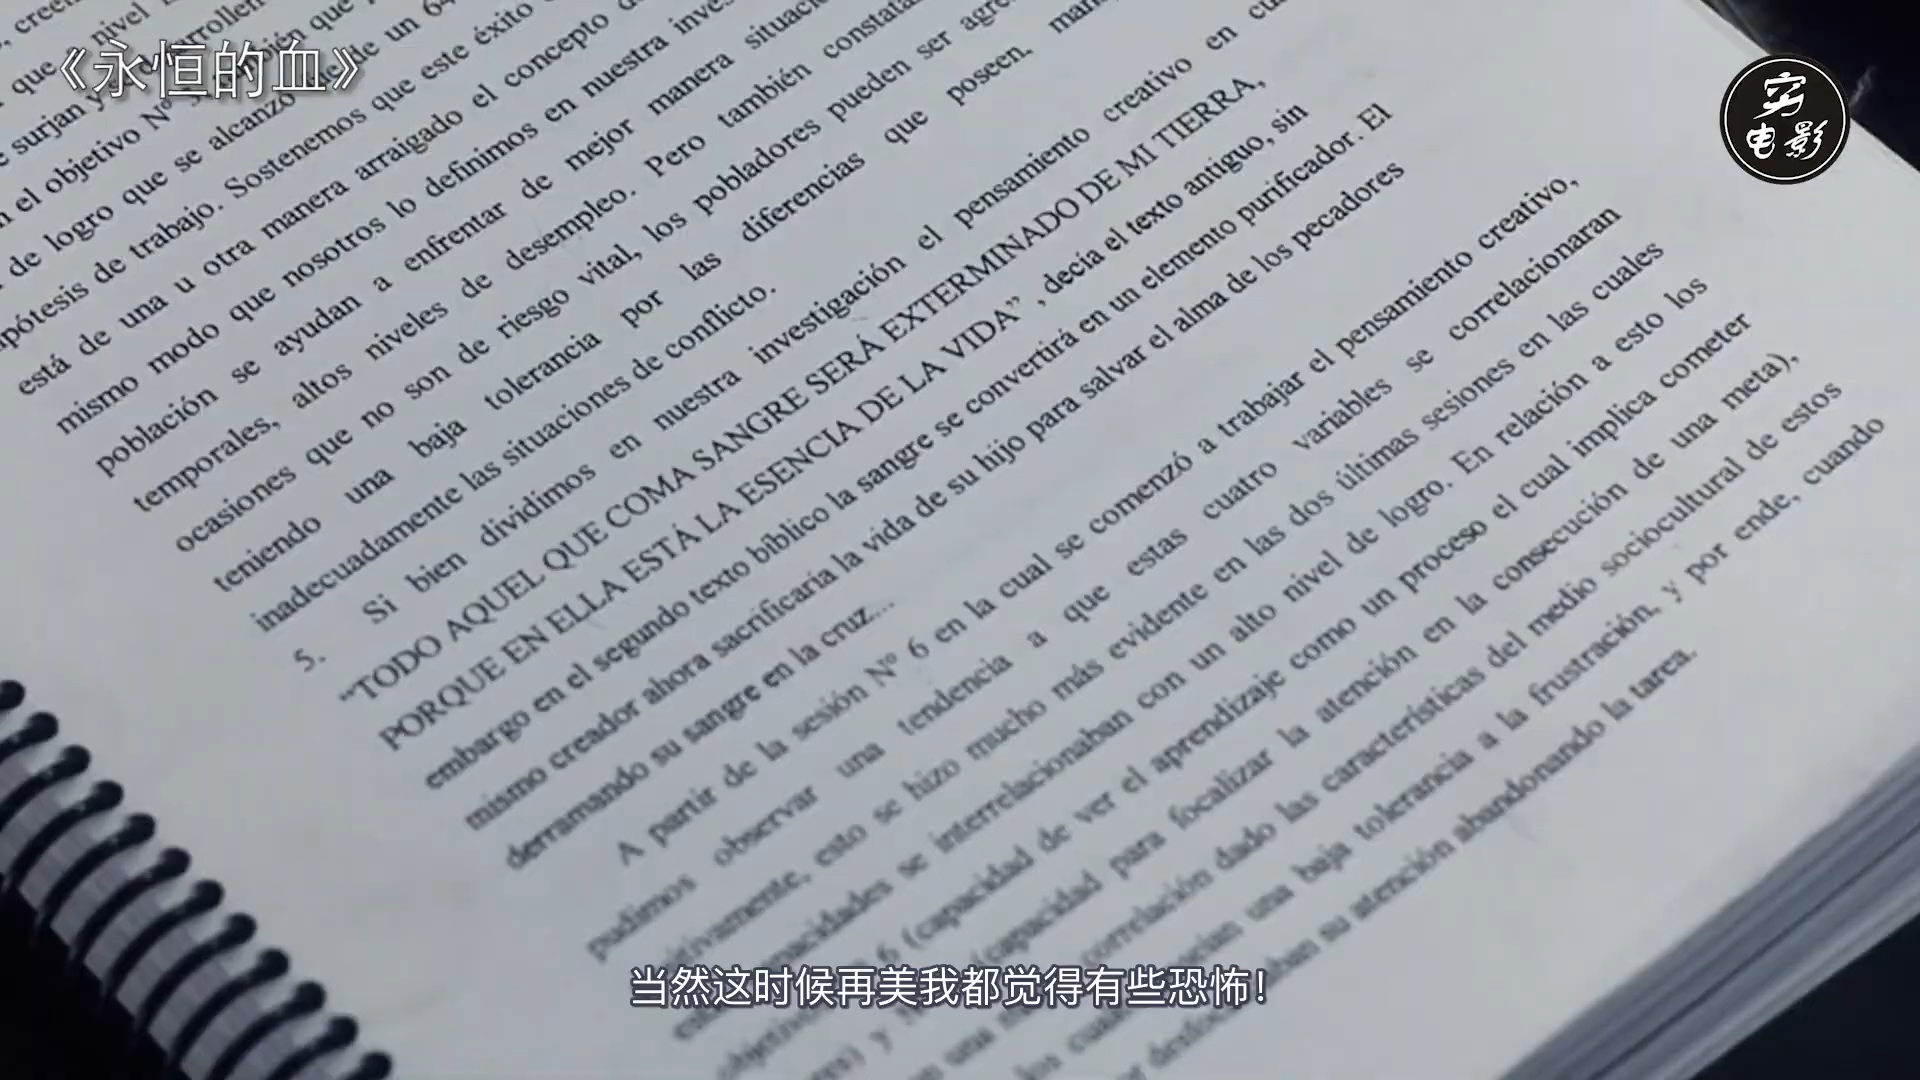 《永恒的血》
穷
电影
surjan y
el objetivo Nº
de logro que se alcanzó
hipótesis de trabajo. Sostenemos que este éxito
está de una u otra manera arraigado el concepto
mismo modo que nosotros lo definimos en nuestra
población se ayudan a enfrentar de mejor manera
temporales, altos niveles de desempleo. Pero también constatar
ocasiones que no son de riesgo vital, los pobladores pueden ser
teniendo una baja tolerancia por las diferencias que poseen,
inadecuadamente las situaciones de conflicto.
5. Si bien dividimos en nuestra investigación el pensamiento creativo en
“TODO AQUEL QUE COMA SANGRE SERÁ EXTERMINADO DE MI TIERRA,
PORQUE EN ELLA ESTÁ LA ESENCIA DE LA VIDA”, decía el texto antiguo, sin
embargo en el segundo texto bíblico la sangre se convertirá en un elemento purificador. El
mismo creador ahora sacrificaría la vida de su hijo para salvar el alma de los pecadores
derramando su sangre en la cruz...
A partir de la sesión Nº 6 en la cual se comenzó a trabajar el pensamiento creativo,
pudimos observar una tendencia a que estas cuatro variables se correlacionaran
esto se hizo mucho más evidente en las dos últimas sesiones en las cuales
se interrelacionaban con un alto nivel de logro. En relación a esto los
6 (capacidad de ver el aprendizaje como un proceso el cual implica cometer
(capacidad para focalizar la atención en la consecución de una meta),
correlación dado las características del medio sociocultural de estos
una baja tolerancia a la frustración, y por ende, cuando
su atención abandonando la tarea.
当然这时候再美我都觉得有些恐怖！